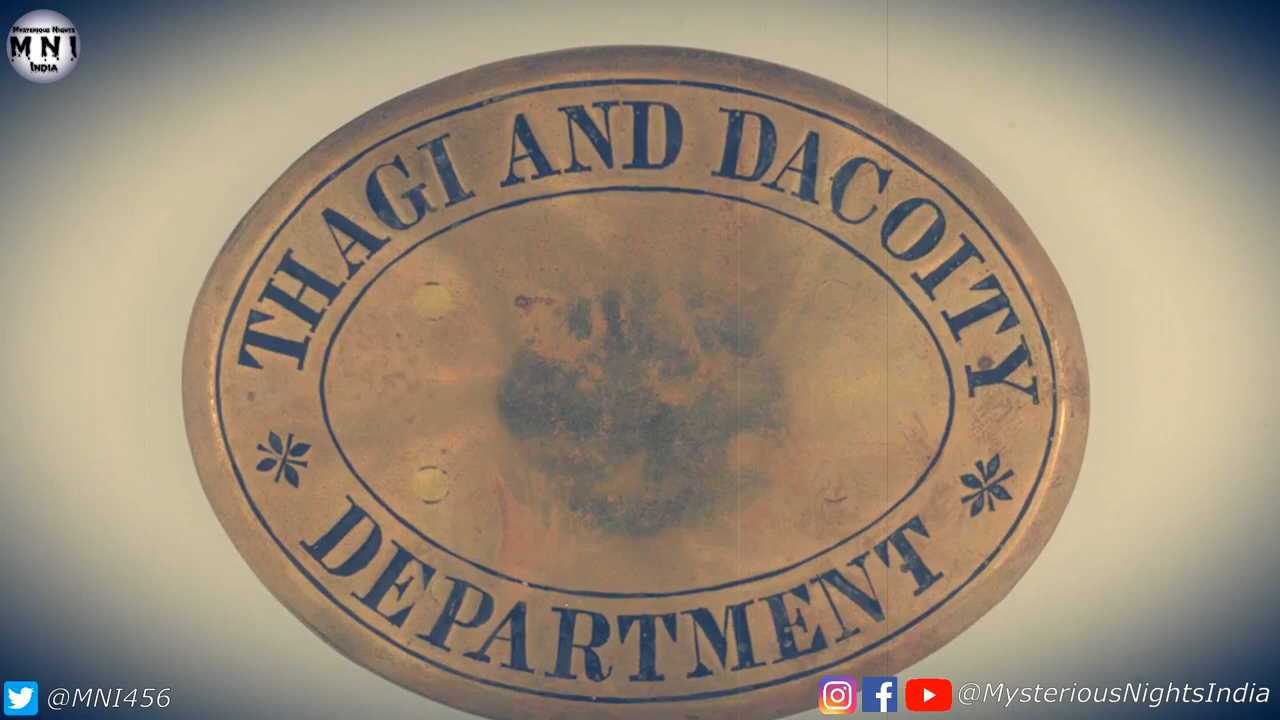 Mysterious Nights
MNI
India
THAGI AND DACOITY
DEPARTMENT
@MNI456
@MysteriousNightsIndia